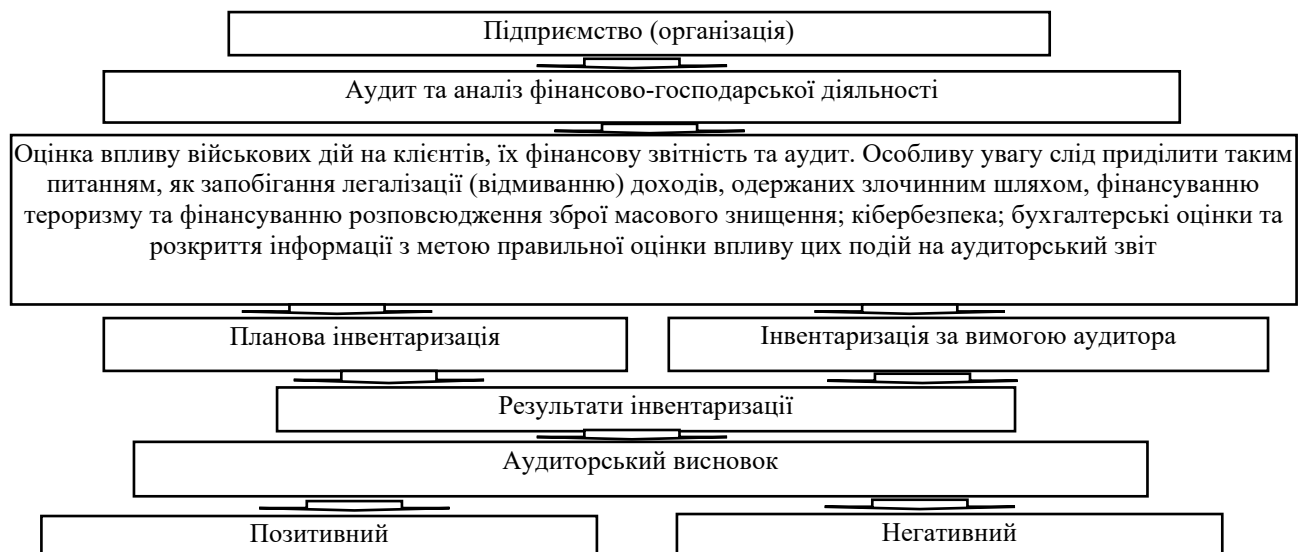 Підприємство (організація)
Аудит та аналіз фінансово-господарської діяльності
Оцінка впливу військових дій на клієнтів, їх фінансову звітність та аудит. Особливу увагу слід приділити таким
питанням, як запобігання легалізації (відмиванню) доходів, одержаних злочинним шляхом, фінансуванню
тероризму та фінансуванню розповсюдження зброї масового знищення; кібербезпека; бухгалтерські оцінки та
розкриття інформації з метою правильної оцінки впливу цих подій на аудиторський звіт
Планова інвентаризація
Інвентаризація за вимогою аудитора
Результати інвентаризації
Аудиторський висновок
Позитивний
Негативний